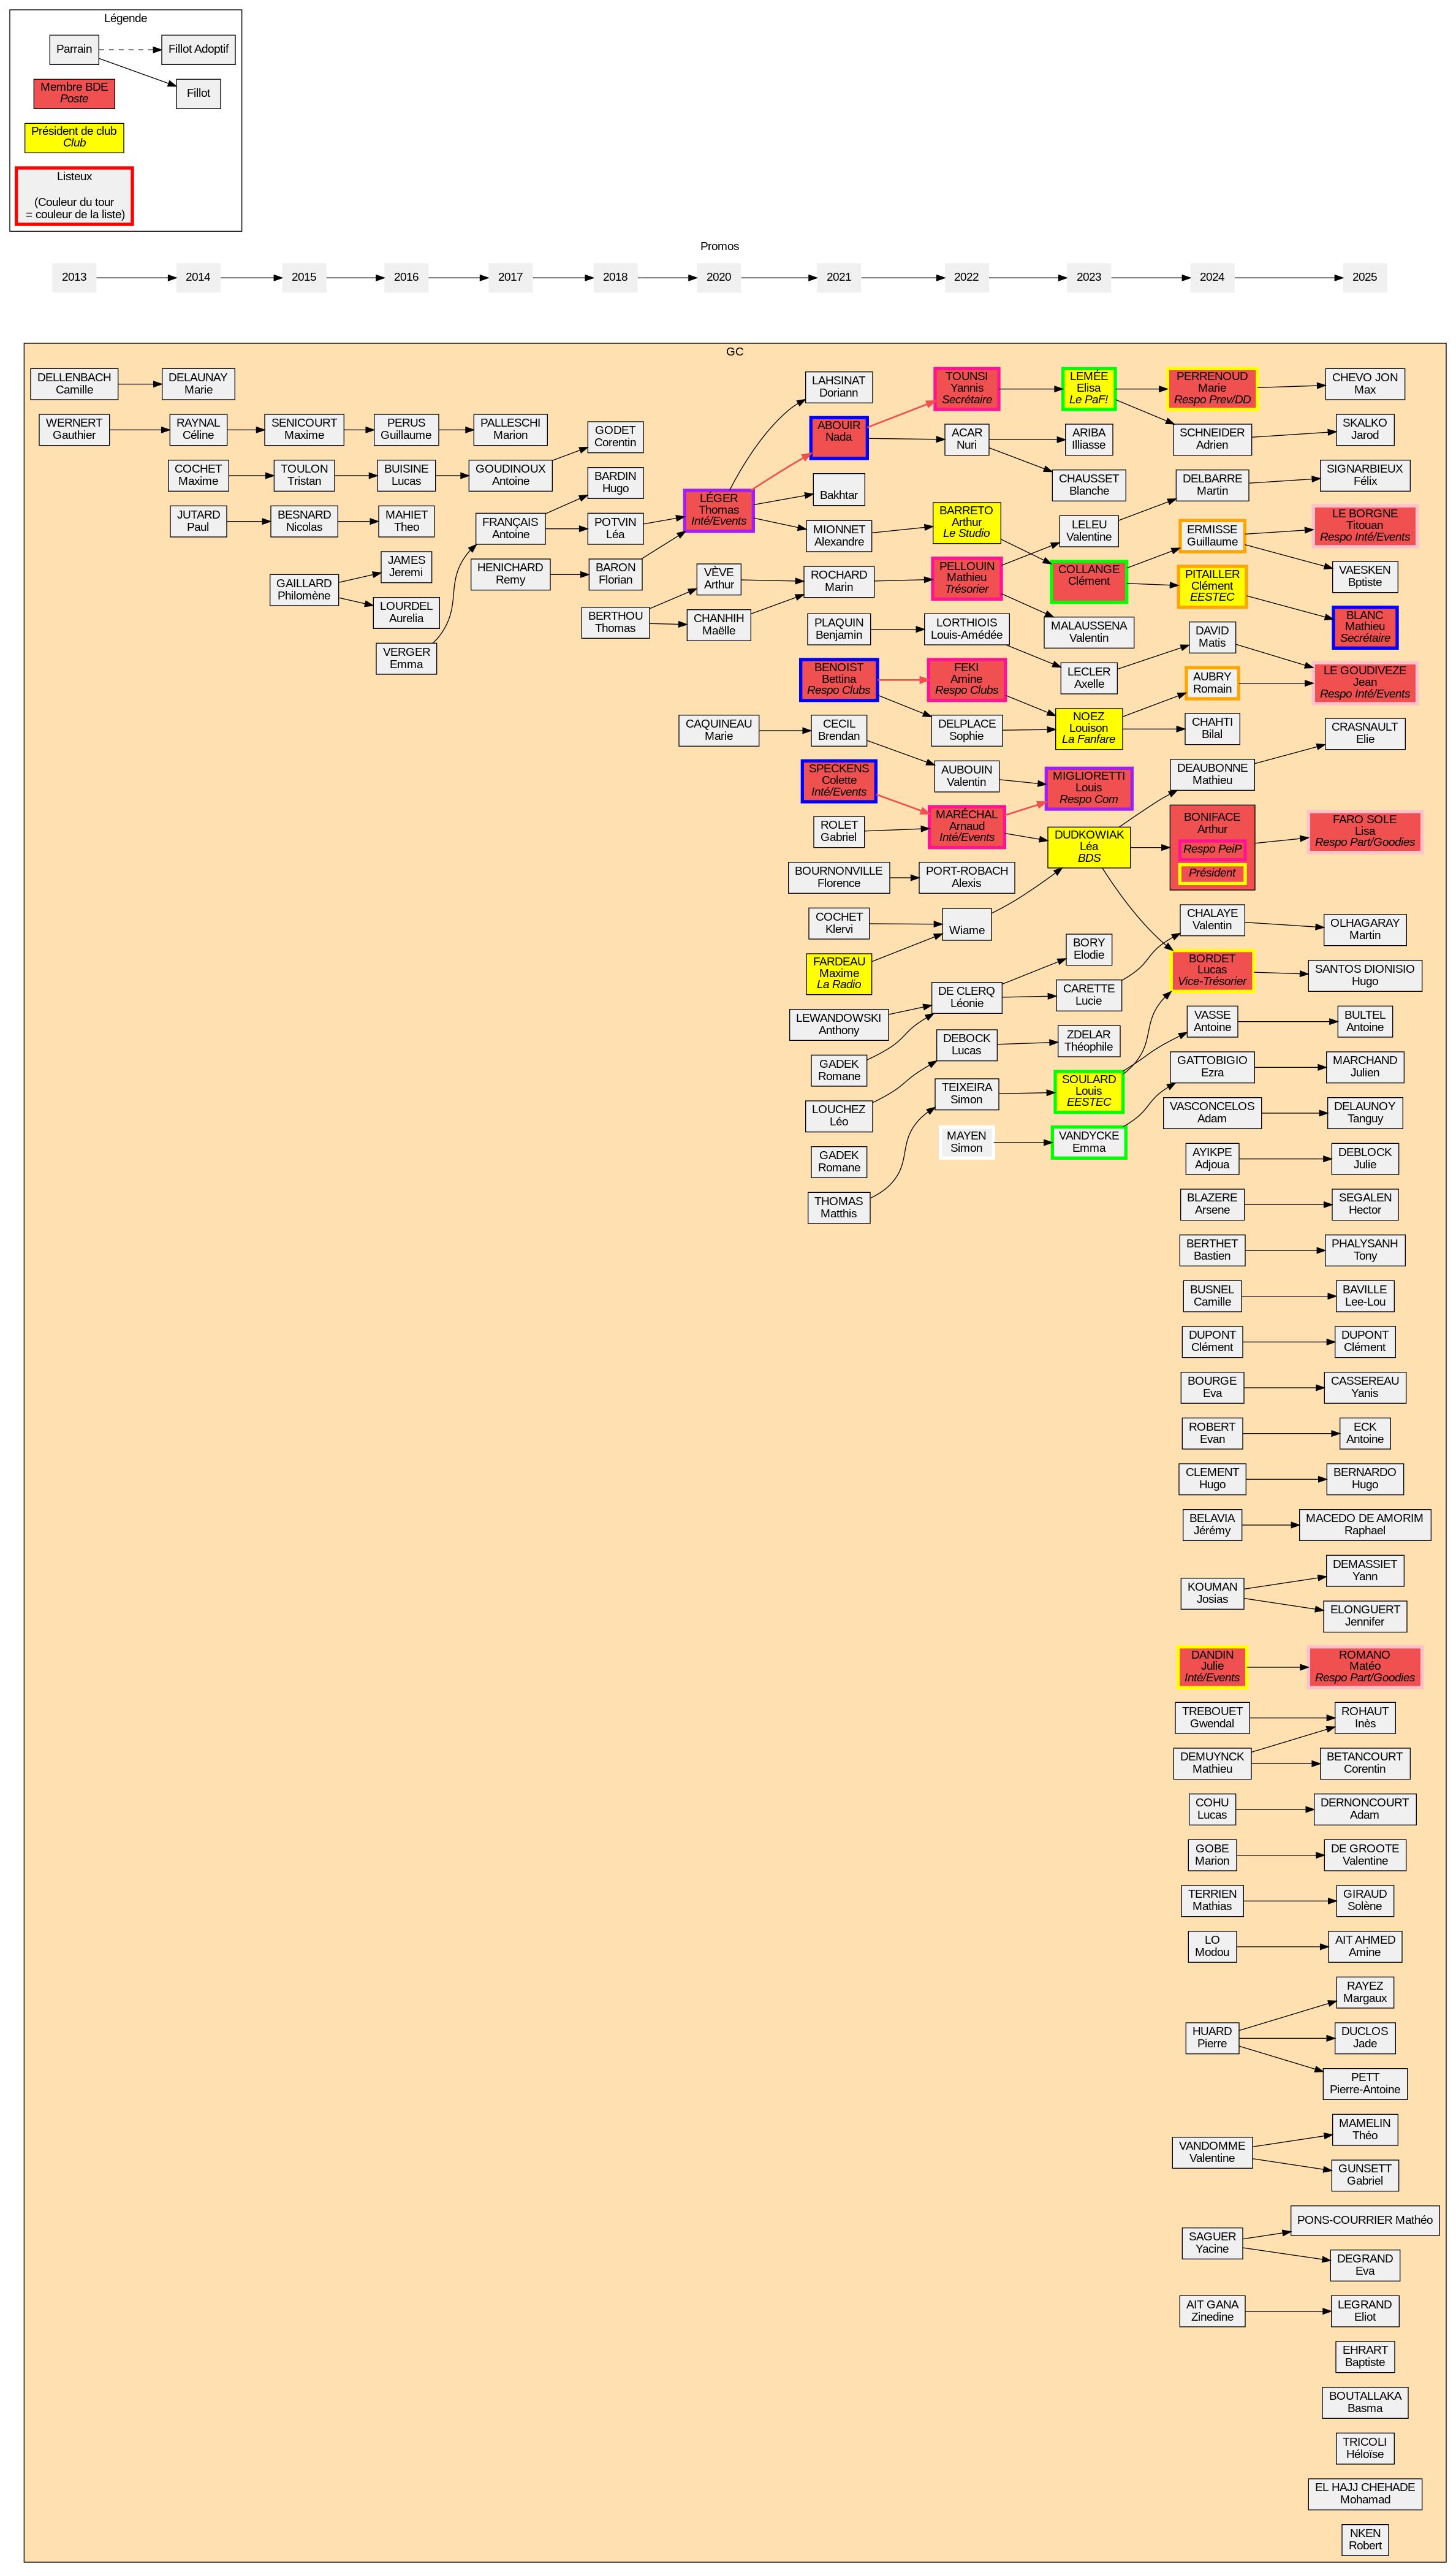 Légende
Parrain
Fillot Adoptif
Fillot
Membre BDE
Poste
Président de club
Club
Listeux
(Couleur du tour
= couleur de la liste)
Promos
2013
2014
2015
2016
2017
2018
2020
2021
2022
2023
2024
2025
GC
DELLENBACH
Camille
WERNERT
Gauthier
DELAUNAY
Marie
RAYNAL
Céline
COCHET
Maxime
JUTARD
Paul
SENICOURT
Maxime
TOULON
Tristan
BESNARD
Nicolas
GAILLARD
Philomène
PERUS
Guillaume
BUISINE
Lucas
MAHIET
Theo
JAMES
Jeremi
LOURDEL
Aurelia
VERGER
Emma
PALLESCHI
Marion
GOUDINOUX
Antoine
FRANÇAIS
Antoine
HENICHARD
Remy
GODET
Corentin
BARDIN
Hugo
POTVIN
Léa
BARON
Florian
BERTHOU
Thomas
LÉGER
Thomas
Inté/Events
VÈVE
Arthur
CHANHIH
Maëlle
CAQUINEAU
Marie
LAHSINAT
Doriann
ABOUIR
Nada
Bakhtar
MIONNET
Alexandre
ROCHARD
Marin
PLAQUIN
Benjamin
BENOIST
Bettina
Respo Clubs
CECIL
Brendan
SPECKENS
Colette
Inté/Events
ROLET
Gabriel
BOURNONVILLE
Florence
COCHET
Klervi
FARDEAU
Maxime
La Radio
LEWANDOWSKI
Anthony
GADEK
Romane
LOUCHEZ
Léo
GADEK
Romane
THOMAS
Matthis
TOUNSI
Yannis
Secrétaire
ACAR
Nuri
BARRETO
Arthur
Le Studio
PELLOUIN
Mathieu
Trésorier
LORTHIOIS
Louis-Amédée
FEKI
Amine
Respo Clubs
DELPLACE
Sophie
AUBOUIN
Valentin
MARÉCHAL
Arnaud
Inté/Events
PORT-ROBACH
Alexis
Wiame
DE CLERQ
Léonie
DEBOCK
Lucas
TEIXEIRA
Simon
MAYEN
Simon
LEMÉE
Elisa
Le PaF!
ARIBA
Illiasse
CHAUSSET
Blanche
LELEU
Valentine
COLLANGE
Clément
MALAUSSENA
Valentin
LECLER
Axelle
NOEZ
Louison
La Fanfare
MIGLIORETTI
Louis
Respo Com
DUDKOWIAK
Léa
BDS
BORY
Elodie
CARETTE
Lucie
ZDELAR
Théophile
SOULARD
Louis
EESTEC
VANDYCKE
Emma
PERRENOUD
Marie
Respo Prev/DD
SCHNEIDER
Adrien
DELBARRE
Martin
ERMISSE
Guillaume
PITAILLER
Clément
EESTEC
DAVID
Matis
AUBRY
Romain
CHAHTI
Bilal
DEAUBONNE
Mathieu
BONIFACE
Arthur
Respo PeiP
Président
CHALAYE
Valentin
BORDET
Lucas
Vice-Trésorier
VASSE
Antoine
GATTOBIGIO
Ezra
VASCONCELOS
Adam
AYIKPE
Adjoua
BLAZERE
Arsene
BERTHET
Bastien
BUSNEL
Camille
DUPONT
Clément
BOURGE
Eva
ROBERT
Evan
CLEMENT
Hugo
BELAVIA
Jérémy
KOUMAN
Josias
DANDIN
Julie
Inté/Events
TREBOUET
Gwendal
DEMUYNCK
Mathieu
COHU
Lucas
GOBE
Marion
TERRIEN
Mathias
LO
Modou
HUARD
Pierre
VANDOMME
Valentine
SAGUER
Yacine
AIT GANA
Zinedine
CHEVO JON
Max
SKALKO
Jarod
SIGNARBIEUX
Félix
LE BORGNE
Titouan
Respo Inté/Events
VAESKEN
Bptiste
BLANC
Mathieu
Secrétaire
LE GOUDIVEZE
Jean
Respo Inté/Events
CRASNAULT
Elie
FARO SOLE
Lisa
Respo Part/Goodies
OLHAGARAY
Martin
SANTOS DIONISIO
Hugo
BULTEL
Antoine
MARCHAND
Julien
DELAUNOY
Tanguy
DEBLOCK
Julie
SEGALEN
Hector
PHALYSANH
Tony
BAVILLE
Lee-Lou
DUPONT
Clément
CASSEREAU
Yanis
ECK
Antoine
BERNARDO
Hugo
MACEDO DE AMORIM
Raphael
DEMASSIET
Yann
ELONGUERT
Jennifer
ROMANO
Matéo
Respo Part/Goodies
ROHAUT
Inès
BETANCOURT
Corentin
DERNONCOURT
Adam
DE GROOTE
Valentine
GIRAUD
Solène
AIT AHMED
Amine
RAYEZ
Margaux
DUCLOS
Jade
PETT
Pierre-Antoine
MAMELIN
Théo
GUNSETT
Gabriel
PONS-COURRIER Mathéo
DEGRAND
Eva
LEGRAND
Eliot
EHRART
Baptiste
BOUTALLAKA
Basma
TRICOLI
Héloïse
EL HAJJ CHEHADE
Mohamad
NKEN
Robert